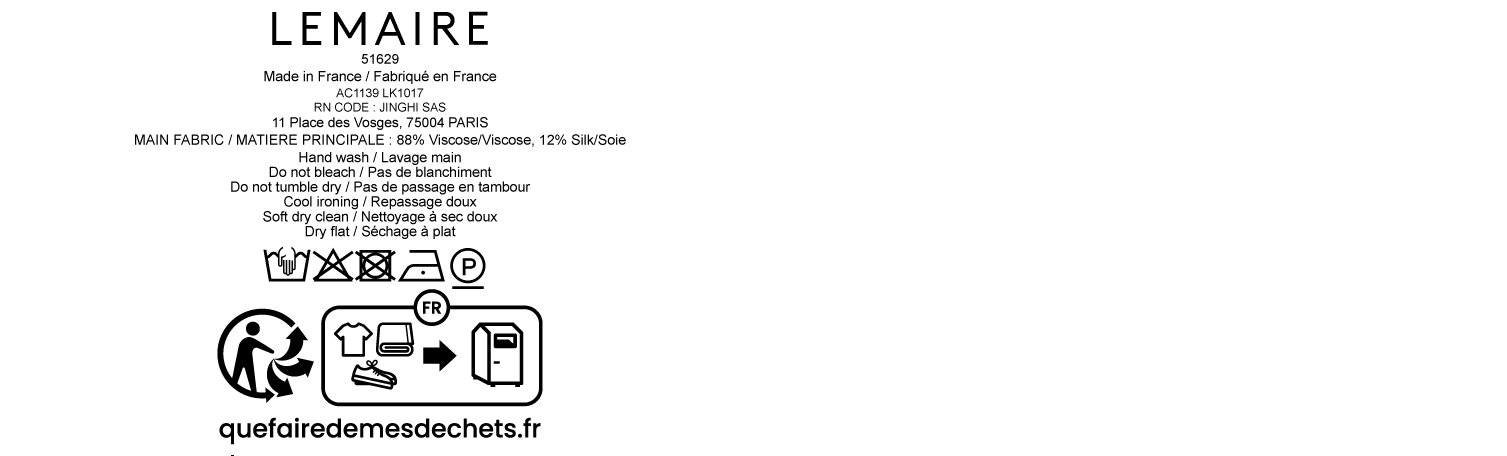 LEMAIRE
51629
Made in France / Fabriqué en France
AC1139 LK1017
RN CODE : JINGHI SAS
11 Place des Vosges, 75004 PARIS
MAIN FABRIC / MATIERE PRINCIPALE : 88% Viscose/Viscose, 12% Silk/Soie
Hand wash / Lavage main
Do not bleach / Pas de blanchiment
Do not tumble dry / Pas de passage en tambour
Cool ironing / Repassage doux
Soft dry clean / Nettoyage à sec doux
Dry flat / Séchage à plat
P
FR
quefairedemesdechets.fr